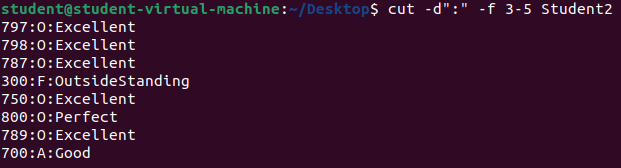 student@student-virtual-machine:~/Desktop$ cut -d":" -f 3-5 Student2
797:O:Excellent
798:O:Excellent
787:O:Excellent
300:F:OutsideStanding
750:O:Excellent
800:O:Perfect
789:O:Excellent
700:A:Good